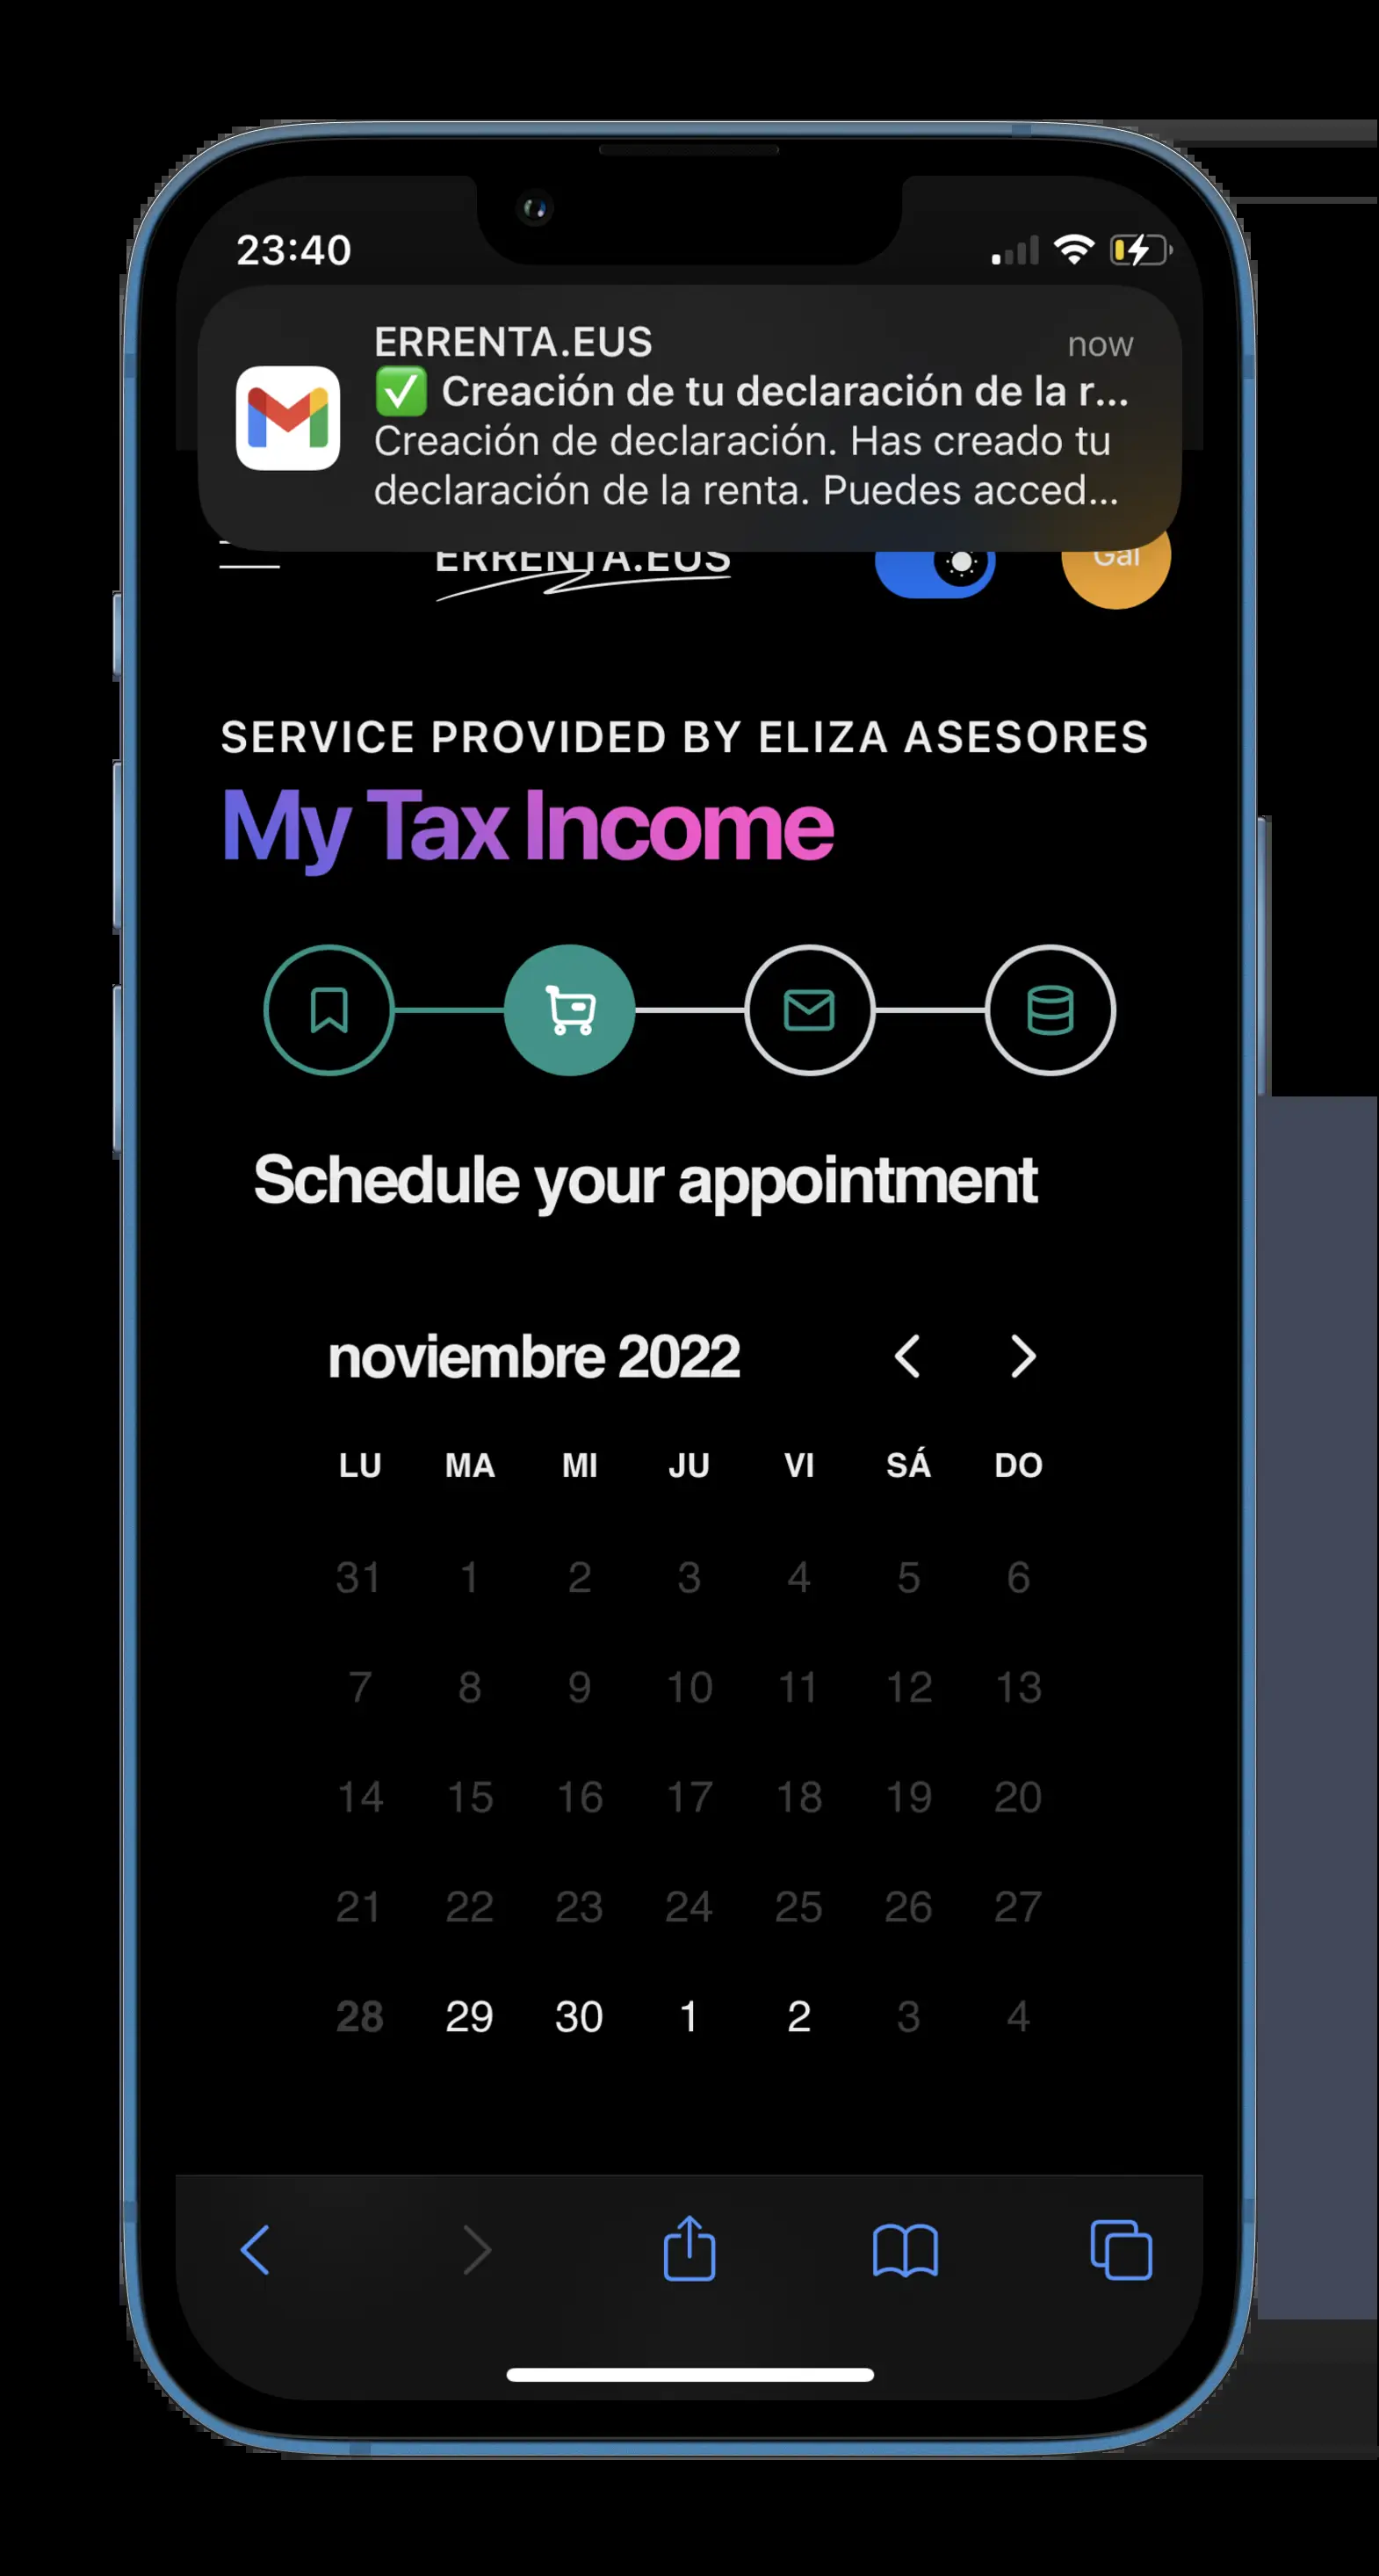 23:40
ERRENTA.EUS now
✅ Creación de tu declaración de la r...
Creación de declaración. Has creado tu
declaración de la renta. Puedes acced...
ERRENTA.EUS Gal
SERVICE PROVIDED BY ELIZA ASESORES
My Tax Income
Schedule your appointment
noviembre 2022
LU MA MI JU VI SÁ DO
31 1 2 3 4 5 6
7 8 9 10 11 12 13
14 15 16 17 18 19 20
21 22 23 24 25 26 27
28 29 30 1 2 3 4